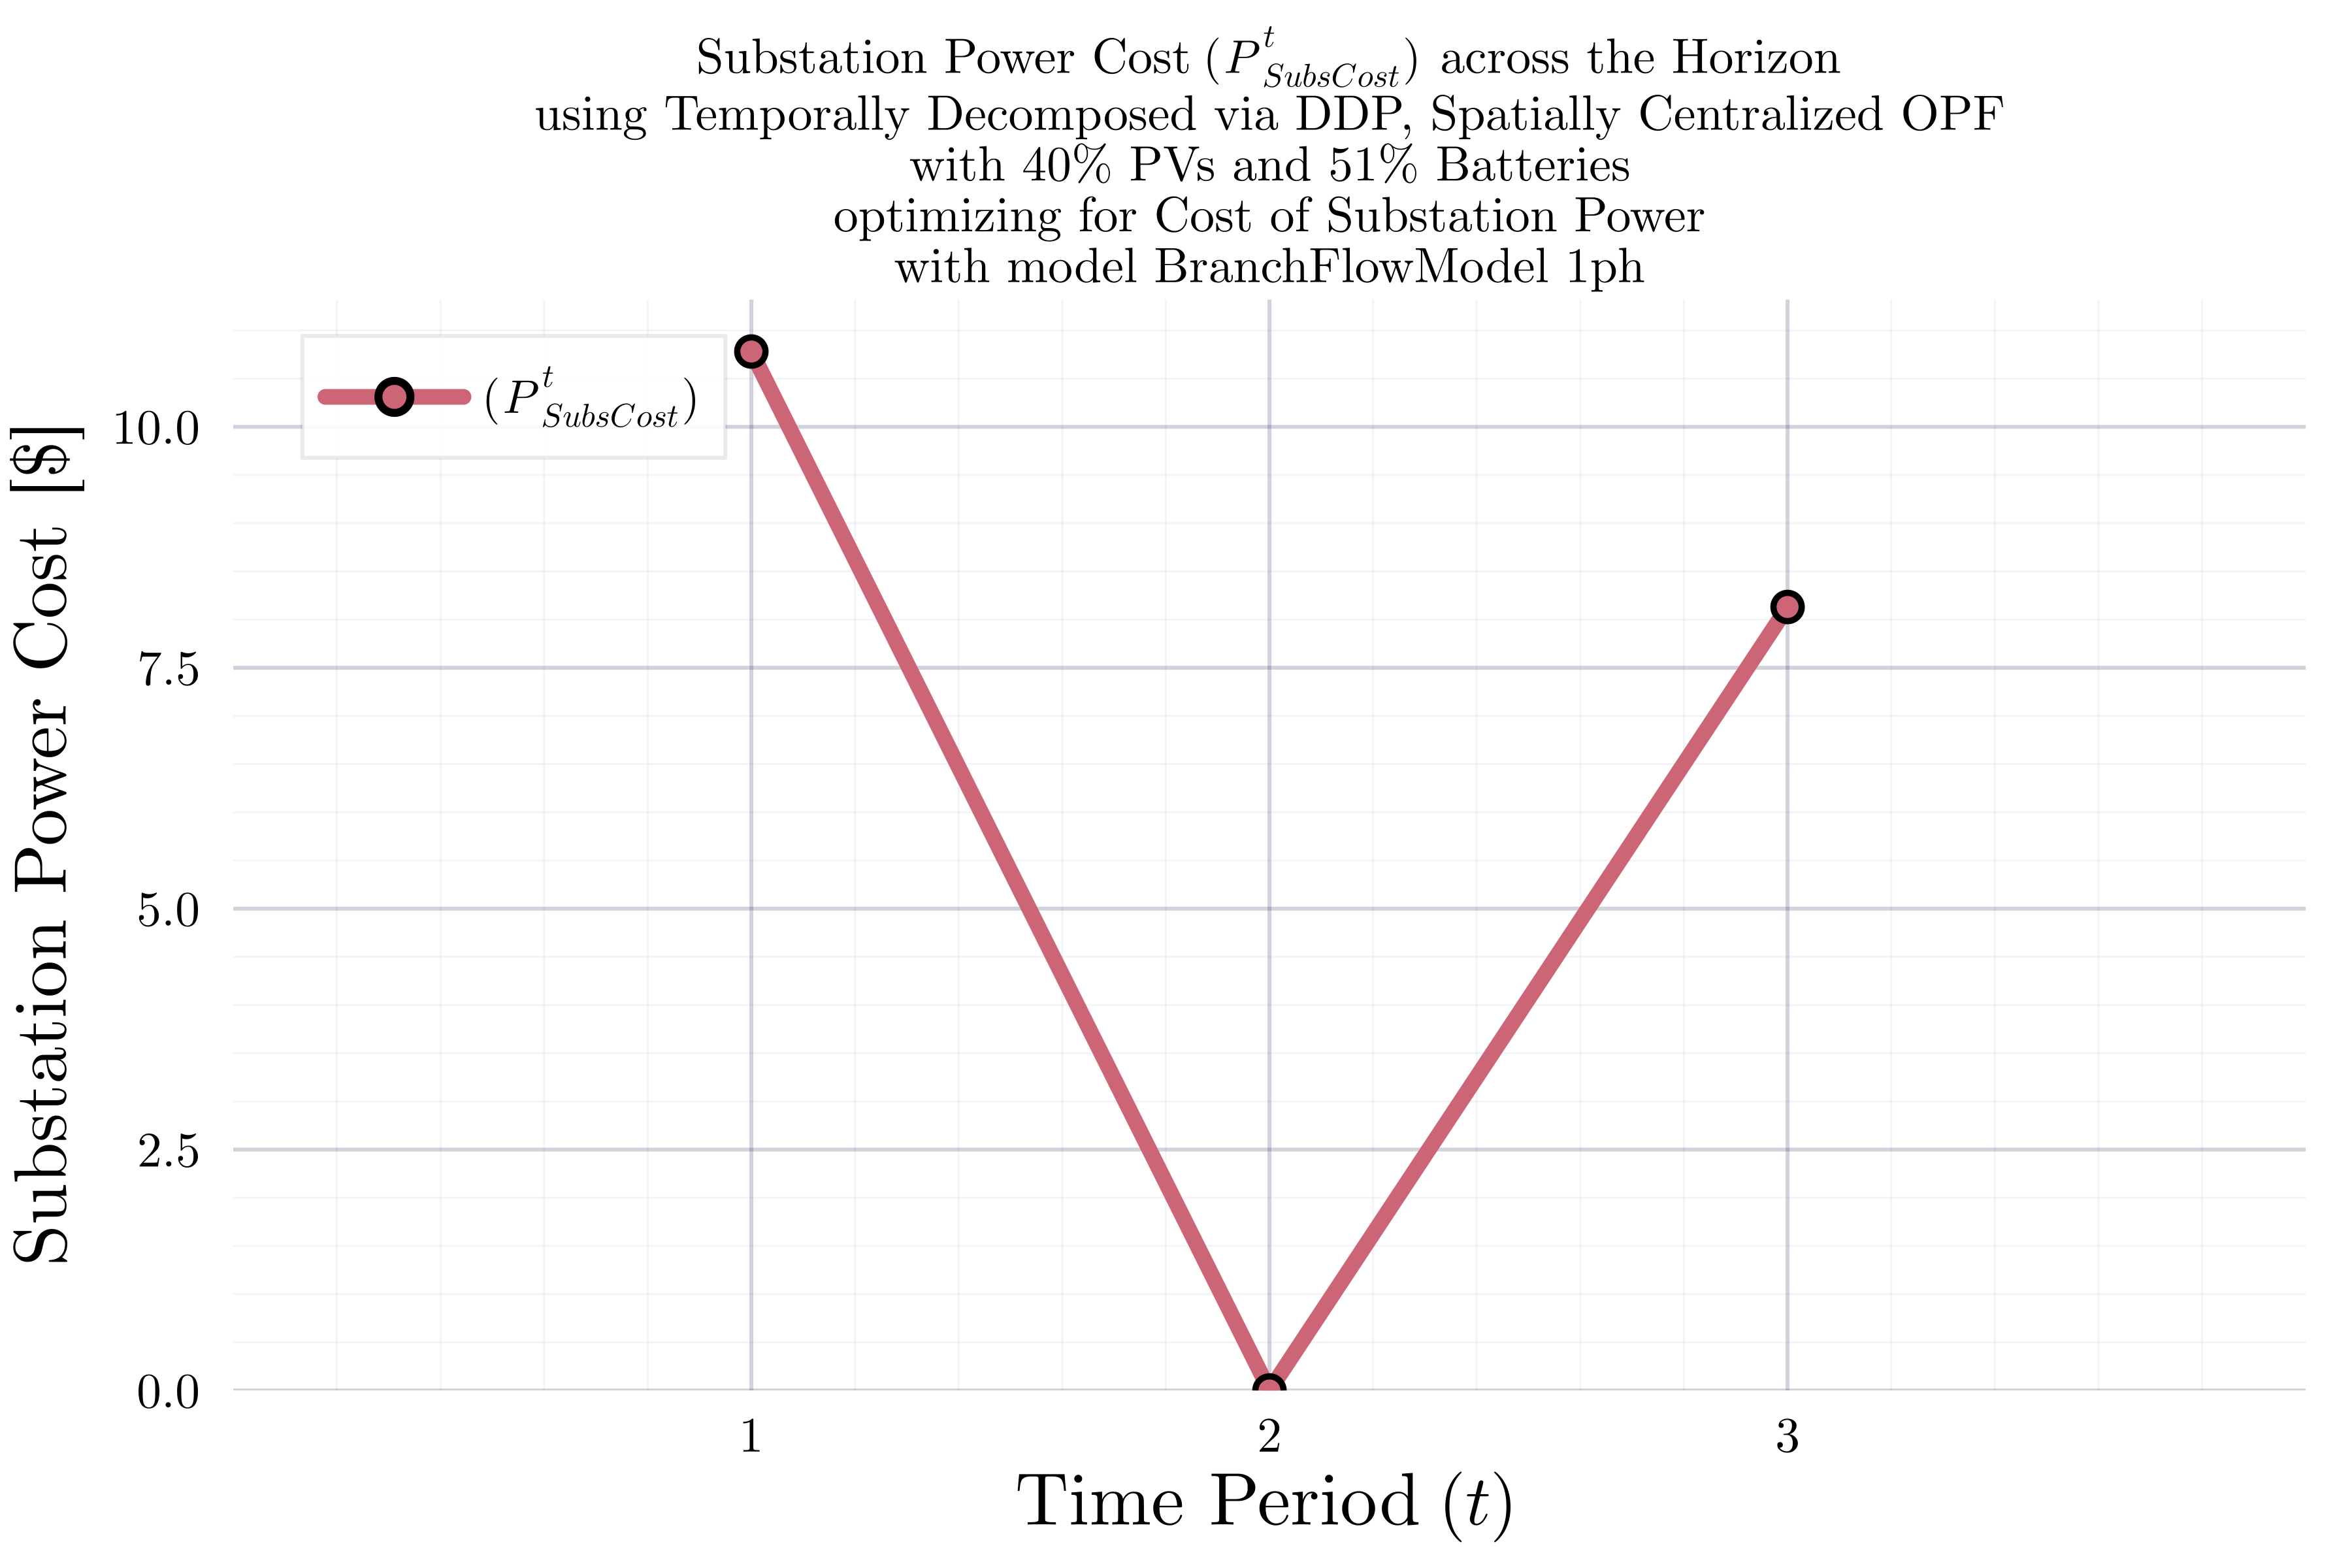 Substation Power Cost (P^t_SubsCost) across the Horizon
using Temporally Decomposed via DDP, Spatially Centralized OPF
with 40% PVs and 51% Batteries
optimizing for Cost of Substation Power
with model BranchFlowModel 1ph
(P^t_SubsCost)
Substation Power Cost [$]
10.0
7.5
5.0
2.5
0.0
1
2
3
Time Period (t)